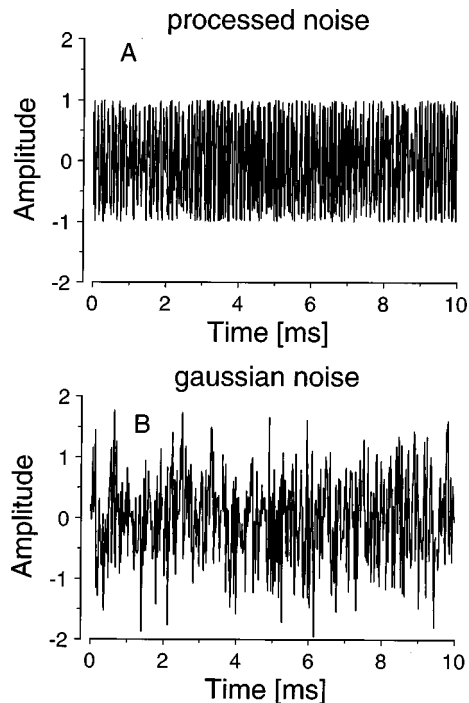 processed noise
A
2
1
0
-1
-2
Amplitude
0 2 4 6 8 10
Time [ms]
gaussian noise
B
2
1
0
-1
-2
Amplitude
0 2 4 6 8 10
Time [ms]